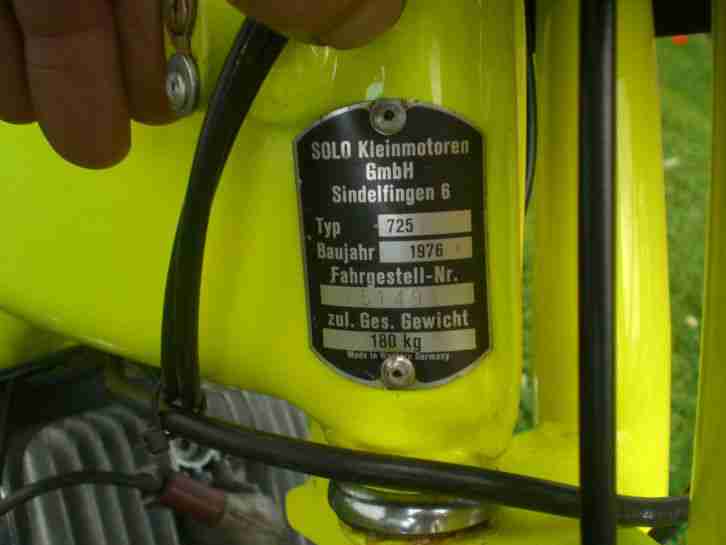 SOLO Kleinmotoren
GmbH
Sindelfingen 6
Typ 725
Baujahr 1976
Fahrgestell-Nr.
zul. Ges. Gewicht
180 kg
Made in Western Germany